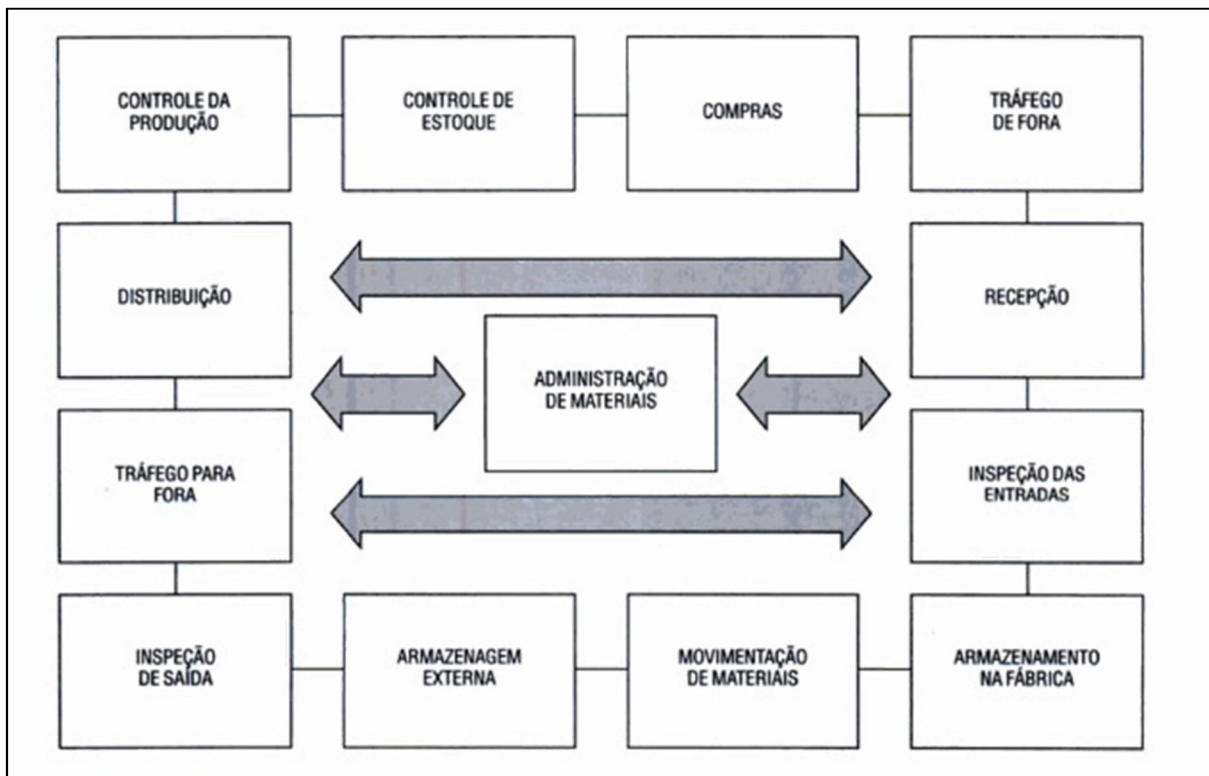 CONTROLE DA
PRODUÇÃO
CONTROLE DE
ESTOQUE
COMPRAS
TRÁFEGO
DE FORA
DISTRIBUIÇÃO
RECEPÇÃO
ADMINISTRAÇÃO
DE MATERIAIS
TRÁFEGO PARA
FORA
INSPEÇÃO DAS
ENTRADAS
INSPEÇÃO
DE SAÍDA
ARMAZENAGEM
EXTERNA
MOVIMENTAÇÃO
DE MATERIAIS
ARMAZENAMENTO
NA FÁBRICA